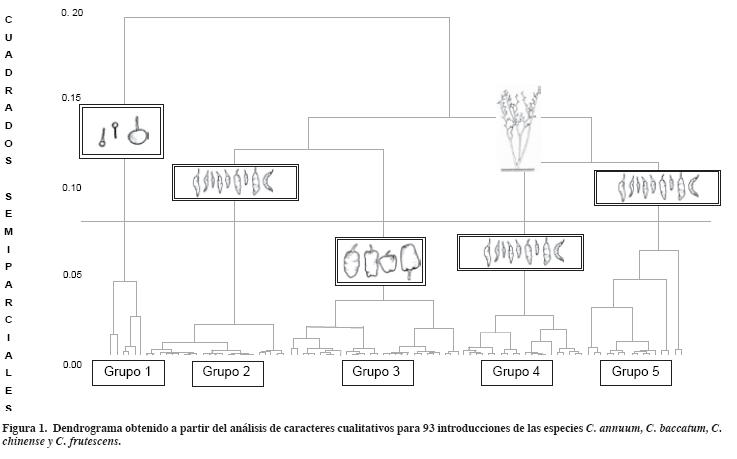 CUADRADOS SEMIPARCIALES
0. 20
0.15
0.10
0.05
0.00
Grupo 1
Grupo 2
Grupo 3
Grupo 4
Grupo 5
Figura 1. Dendrograma obtenido a partir del análisis de caracteres cualitativos para 93 introducciones de las especies C. annuum, C. baccatum, C.
chinense y C. frutescens.